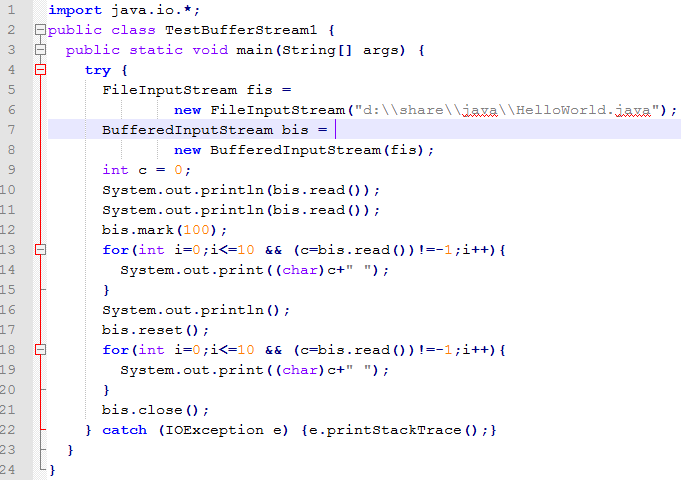 1 import java.io.*;
2 public class TestBufferStream1 {
3 public static void main(String[] args) {
4 try {
5 FileInputStream fis =
6 new FileInputStream("d:\\share\\java\\HelloWorld.java");
7 BufferedInputStream bis =
8 new BufferedInputStream(fis);
9 int c = 0;
10 System.out.println(bis.read());
11 System.out.println(bis.read());
12 bis.mark(100);
13 for(int i=0;i<=10 && (c=bis.read())!=-1;i++){
14 System.out.print((char)c+" ");
15 }
16 System.out.println();
17 bis.reset();
18 for(int i=0;i<=10 && (c=bis.read())!=-1;i++){
19 System.out.print((char)c+" ");
20 }
21 bis.close();
22 } catch (IOException e) {e.printStackTrace();}
23 }
24 }